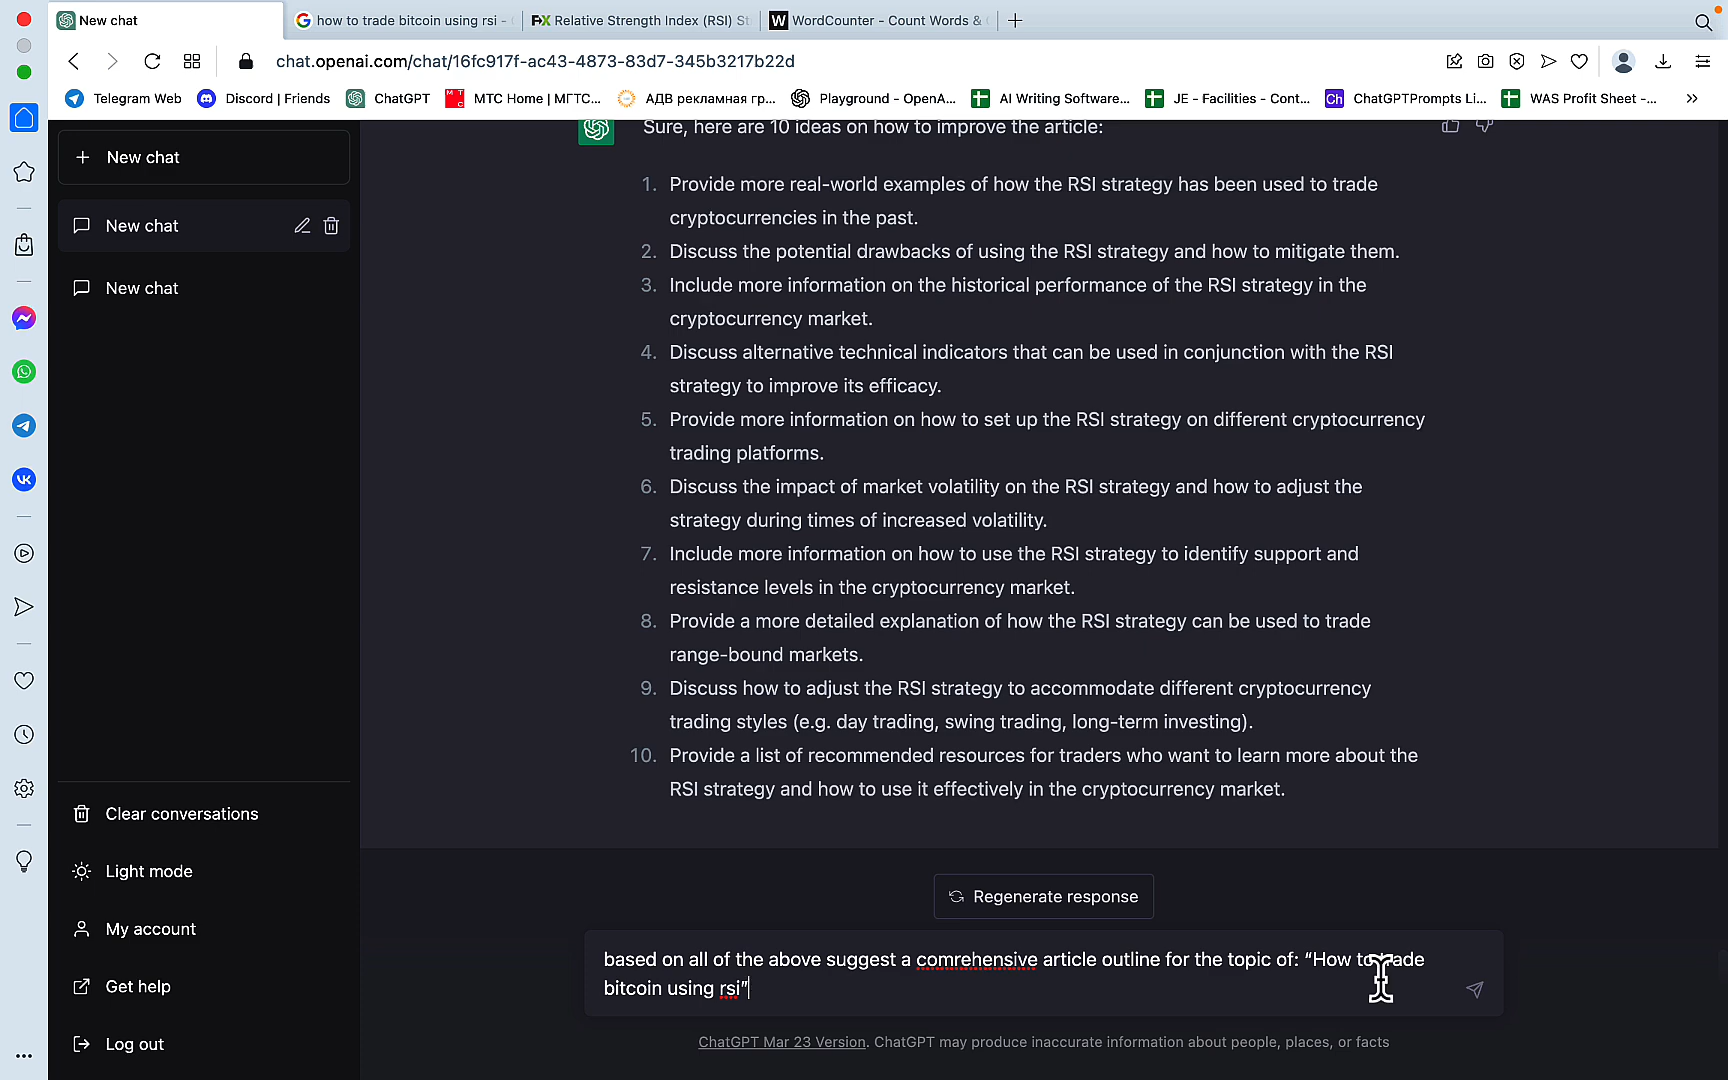 New chat
how to trade bitcoin using rsi -
Relative Strength Index (RSI) St
WordCounter - Count Words &
chat.openai.com/chat/16fc917f-ac43-4873-83d7-345b3217b22d
Telegram Web
Discord | Friends
ChatGPT
МТС Home | МГТС...
АДВ рекламная гр...
Playground - OpenA...
AI Writing Software...
JE - Facilities - Cont...
Ch
ChatGPTPrompts Li...
WAS Profit Sheet -...
New chat
New chat
New chat
Clear conversations
Light mode
My account
Get help
Log out
Sure, here are 10 ideas on how to improve the article:
1. Provide more real-world examples of how the RSI strategy has been used to trade
cryptocurrencies in the past.
2. Discuss the potential drawbacks of using the RSI strategy and how to mitigate them.
3. Include more information on the historical performance of the RSI strategy in the
cryptocurrency market.
4. Discuss alternative technical indicators that can be used in conjunction with the RSI
strategy to improve its efficacy.
5. Provide more information on how to set up the RSI strategy on different cryptocurrency
trading platforms.
6. Discuss the impact of market volatility on the RSI strategy and how to adjust the
strategy during times of increased volatility.
7. Include more information on how to use the RSI strategy to identify support and
resistance levels in the cryptocurrency market.
8. Provide a more detailed explanation of how the RSI strategy can be used to trade
range-bound markets.
9. Discuss how to adjust the RSI strategy to accommodate different cryptocurrency
trading styles (e.g. day trading, swing trading, long-term investing).
10. Provide a list of recommended resources for traders who want to learn more about the
RSI strategy and how to use it effectively in the cryptocurrency market.
Regenerate response
based on all of the above suggest a comrehensive article outline for the topic of: “How to trade
bitcoin using rsi”
ChatGPT Mar 23 Version. ChatGPT may produce inaccurate information about people, places, or facts